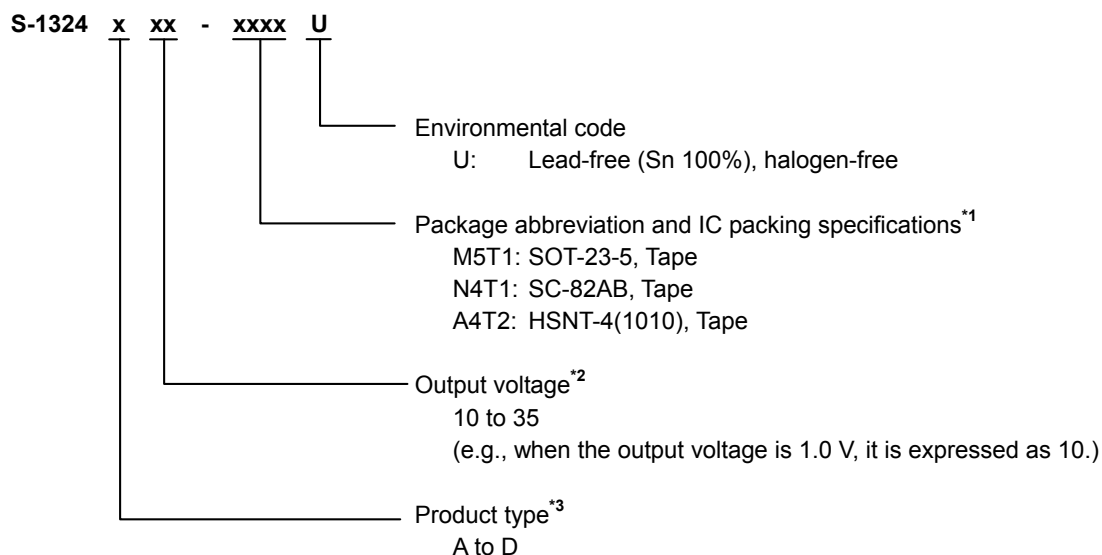 S-1324 x xx - xxxx U
Environmental code
U: Lead-free (Sn 100%), halogen-free
Package abbreviation and IC packing specifications*1
M5T1: SOT-23-5, Tape
N4T1: SC-82AB, Tape
A4T2: HSNT-4(1010), Tape
Output voltage*2
10 to 35
(e.g., when the output voltage is 1.0 V, it is expressed as 10.)
Product type*3
A to D